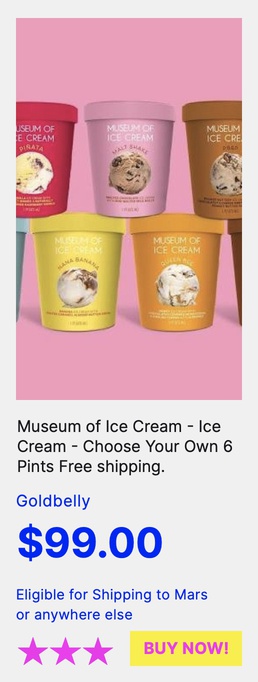 MUSEUM OF
ICE CREAM
PIÑATA
MUSEUM OF
ICE CREAM
MALT SHAKE
MUSEUM OF
ICE CREAM
MUSEUM OF
ICE CREAM
NANA BANANA
MUSEUM OF
ICE CREAM
Museum of Ice Cream - Ice
Cream - Choose Your Own 6
Pints Free shipping.
Goldbelly
$99.00
Eligible for Shipping to Mars
or anywhere else
BUY NOW!